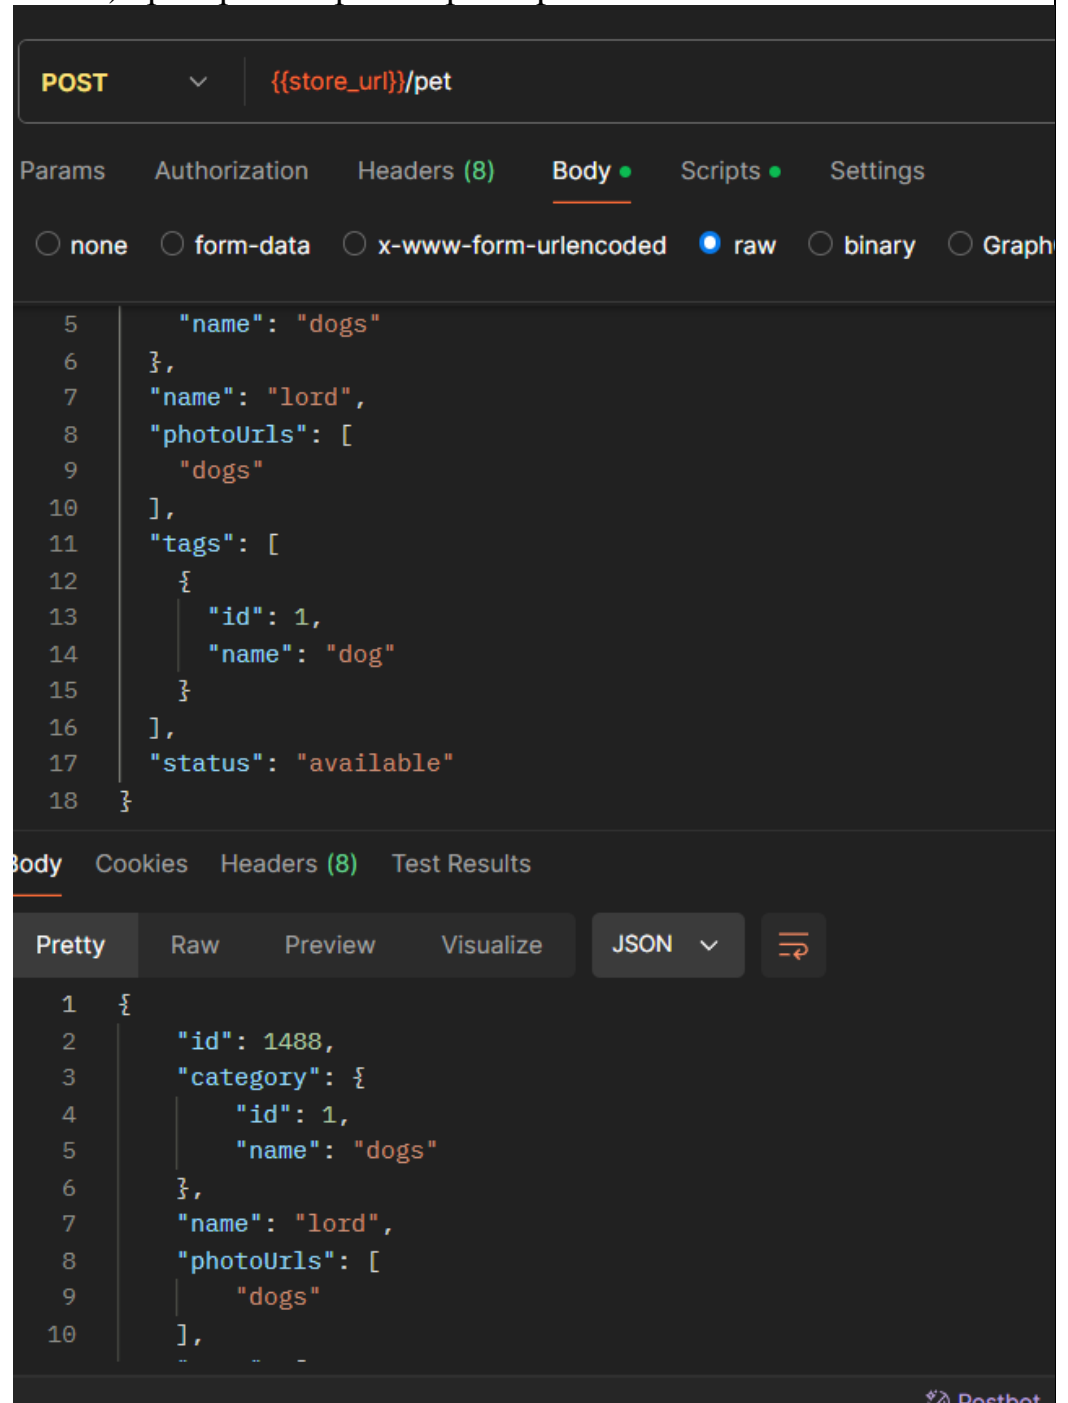 POST {{store_url}}/pet
Params Authorization Headers (8) Body Scripts Settings
none form-data x-www-form-urlencoded raw binary
5 "name": "dogs"
6 },
7 "name": "lord",
8 "photoUrls": [
9 "dogs"
10 ],
11 "tags": [
12 {
13 "id": 1,
14 "name": "dog"
15 }
16 ],
17 "status": "available"
18 }
Body Cookies Headers (8) Test Results
Pretty Raw Preview Visualize JSON
1 {
2 "id": 1488,
3 "category": {
4 "id": 1,
5 "name": "dogs"
6 },
7 "name": "lord",
8 "photoUrls": [
9 "dogs"
10 ],
Postbot